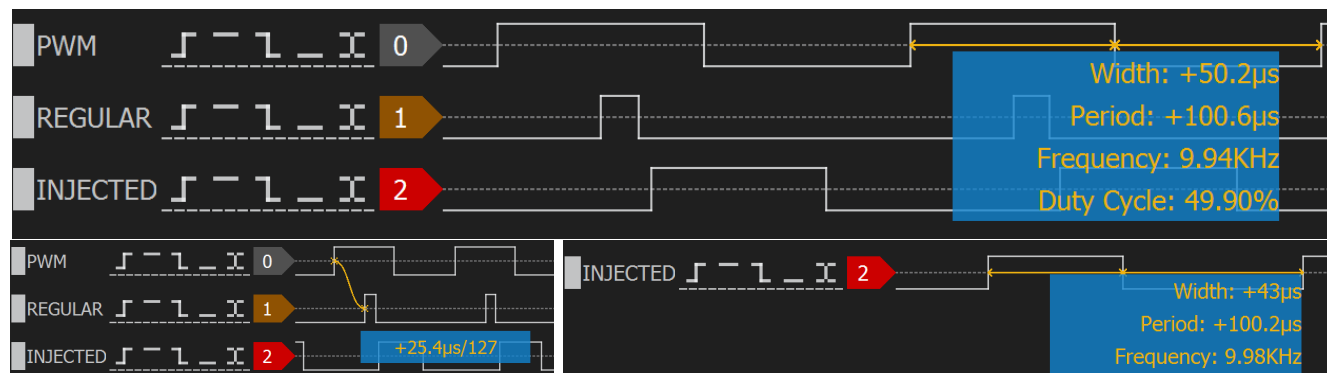 PWM 0
Width: +50.2µs
REGULAR 1
Period: +100.6µs
Frequency: 9.94KHz
INJECTED 2
Duty Cycle: 49.90%
PWM 0
REGULAR 1
+25.4µs/127
INJECTED 2
INJECTED 2
Width: +43µs
Period: +100.2µs
Frequency: 9.98KHz